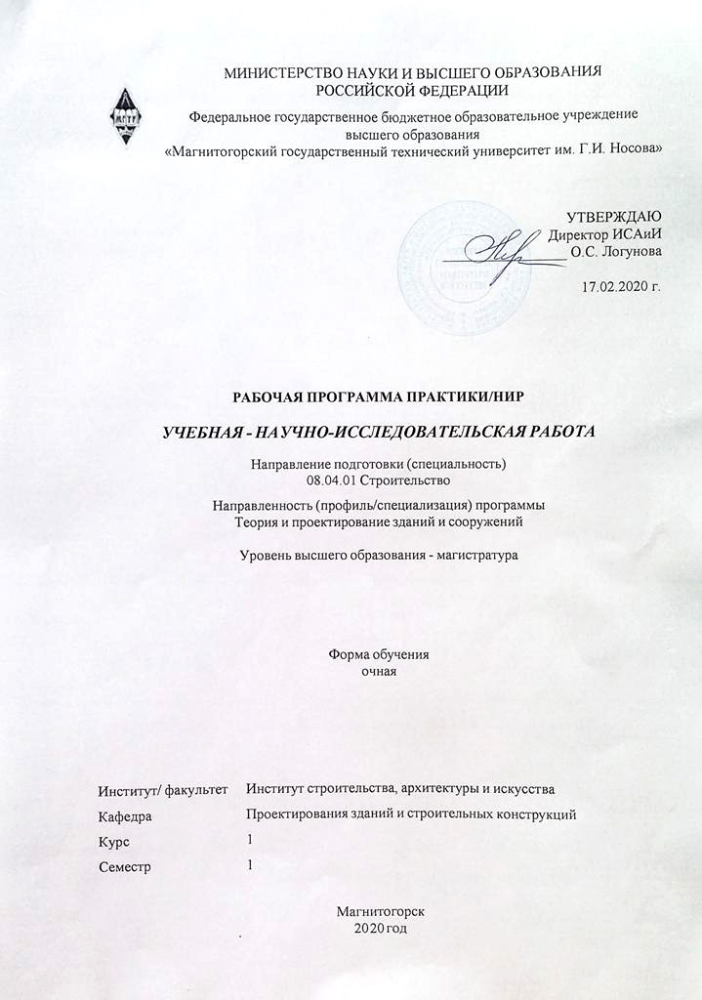 МИНИСТЕРСТВО НАУКИ И ВЫСШЕГО ОБРАЗОВАНИЯ
РОССИЙСКОЙ ФЕДЕРАЦИИ
Федеральное государственное бюджетное образовательное учреждение
высшего образования
«Магнитогорский государственный технический университет им. Г.И. Носова»
МГТУ
УТВЕРЖДАЮ
Директор ИСАиИ
О.С. Логунова
17.02.2020 г.
РАБОЧАЯ ПРОГРАММА ПРАКТИКИ/НИР
УЧЕБНАЯ - НАУЧНО-ИССЛЕДОВАТЕЛЬСКАЯ РАБОТА
Направление подготовки (специальность)
08.04.01 Строительство
Направленность (профиль/специализация) программы
Теория и проектирование зданий и сооружений
Уровень высшего образования - магистратура
Форма обучения
очная
Институт/ факультет Институт строительства, архитектуры и искусства
Кафедра Проектирования зданий и строительных конструкций
Курс 1
Семестр 1
Магнитогорск
2020 год